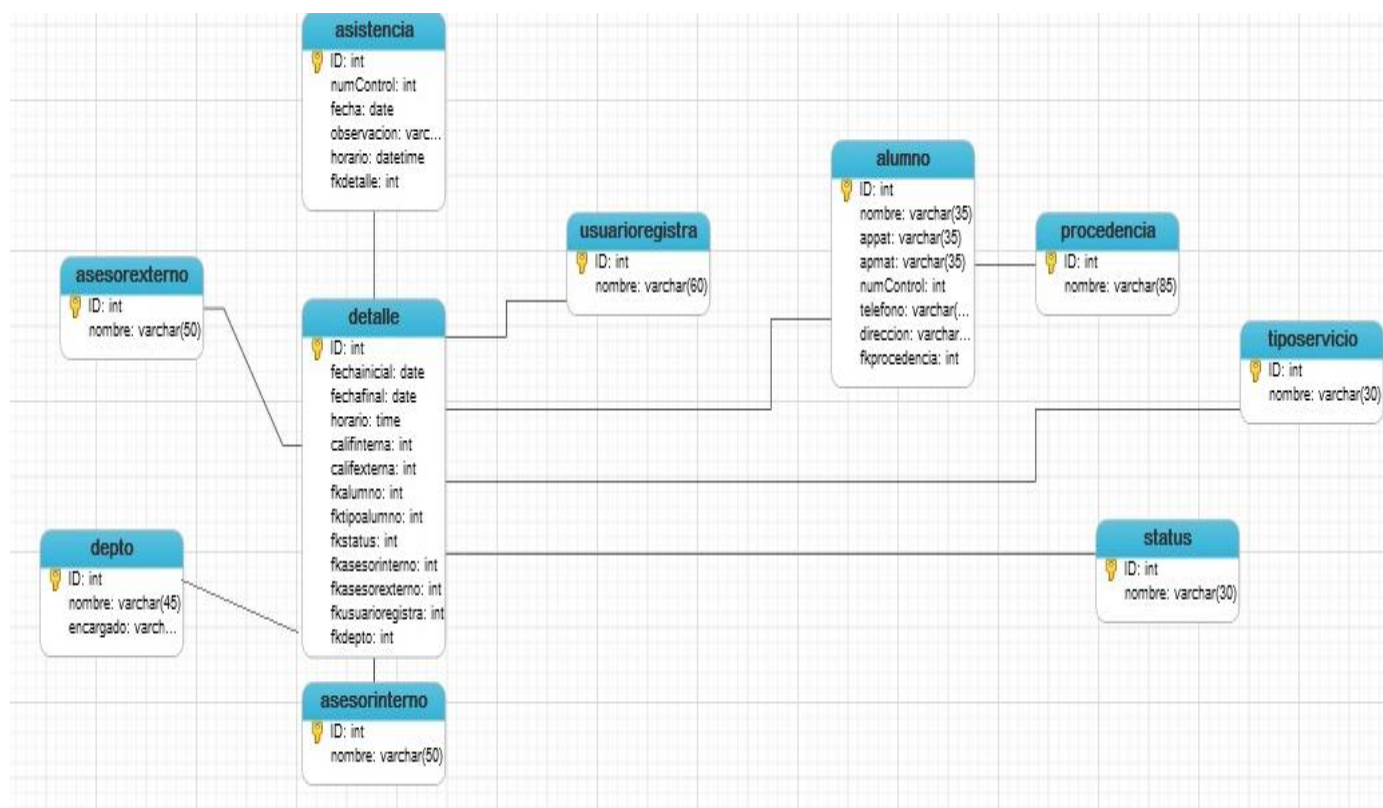 asistencia
ID: int
numControl: int
fecha: date
observacion: varc...
horario: datetime
fkdetalle: int
alumno
ID: int
nombre: varchar(35)
appat: varchar(35)
apmat: varchar(35)
numControl: int
telefono: varchar(...
direccion: varchar...
fkprocedencia: int
usuarioregistra
ID: int
nombre: varchar(60)
procedencia
ID: int
nombre: varchar(85)
asesorexterno
ID: int
nombre: varchar(50)
detalle
ID: int
fechainicial: date
fechafinal: date
horario: time
califinterna: int
califexterna: int
fkalumno: int
fktipoalumno: int
fkstatus: int
fkasesorinterno: int
fkasesorexterno: int
fkusuarioregistra: int
fkdepto: int
tiposervicio
ID: int
nombre: varchar(30)
depto
ID: int
nombre: varchar(45)
encargado: varch...
status
ID: int
nombre: varchar(30)
asesorinterno
ID: int
nombre: varchar(50)